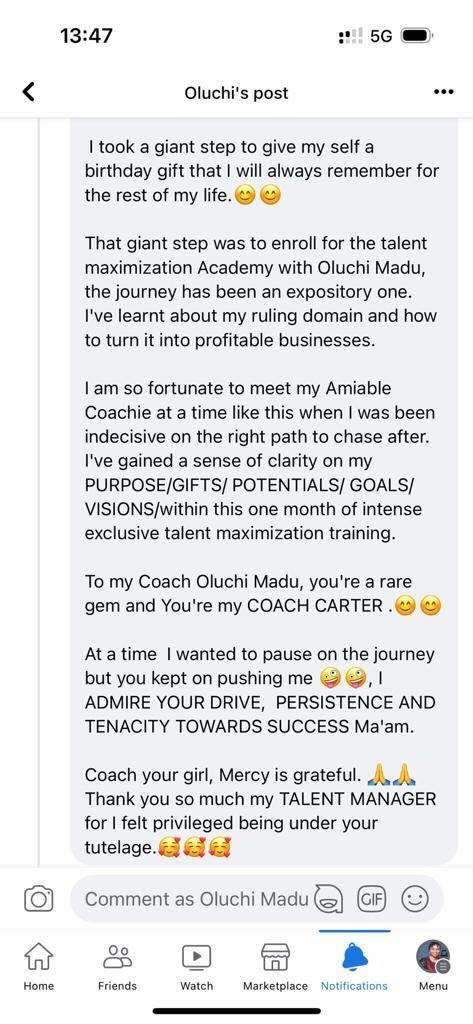 13:47
5G
Oluchi's post
I took a giant step to give my self a
birthday gift that I will always remember for
the rest of my life.😊😊
That giant step was to enroll for the talent
maximization Academy with Oluchi Madu,
the journey has been an expository one.
I've learnt about my ruling domain and how
to turn it into profitable businesses.
I am so fortunate to meet my Amiable
Coachie at a time like this when I was been
indecisive on the right path to chase after.
I've gained a sense of clarity on my
PURPOSE/GIFTS/ POTENTIALS/ GOALS/
VISIONS/within this one month of intense
exclusive talent maximization training.
To my Coach Oluchi Madu, you're a rare
gem and You're my COACH CARTER .😊😊
At a time  I wanted to pause on the journey
but you kept on pushing me 🤪🤪, I
ADMIRE YOUR DRIVE,  PERSISTENCE AND
TENACITY TOWARDS SUCCESS Ma'am.
Coach your girl, Mercy is grateful. 🙏🙏
Thank you so much my TALENT MANAGER
for I felt privileged being under your
tutelage.🥰🥰🥰
Comment as Oluchi Madu
GIF
Home Friends Watch Marketplace Notifications Menu